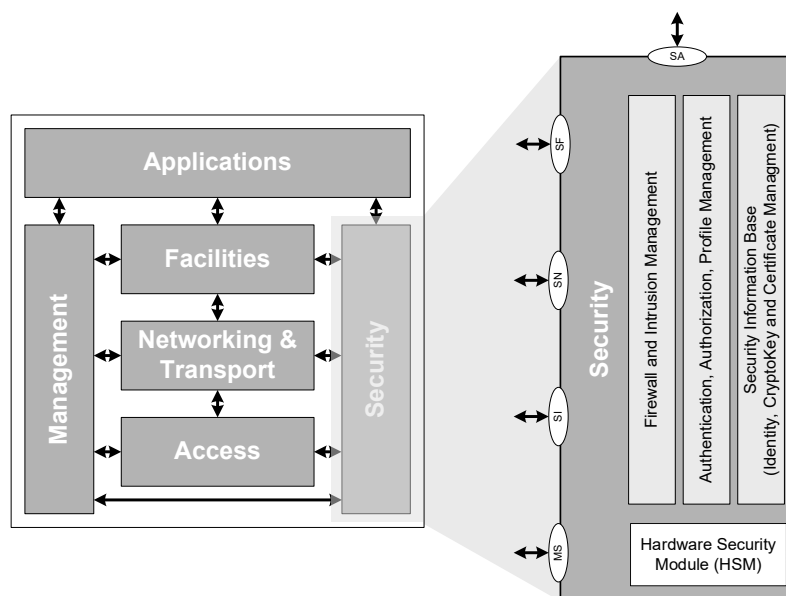 Applications
Facilities
Networking &
Transport
Access
Management
Security
SA
SF
SN
SI
MS
Security
Firewall and Intrusion Management
Authentication, Authorization, Profile Management
Security Information Base
(Identity, CryptoKey and Certificate Managment)
Hardware Security
Module (HSM)